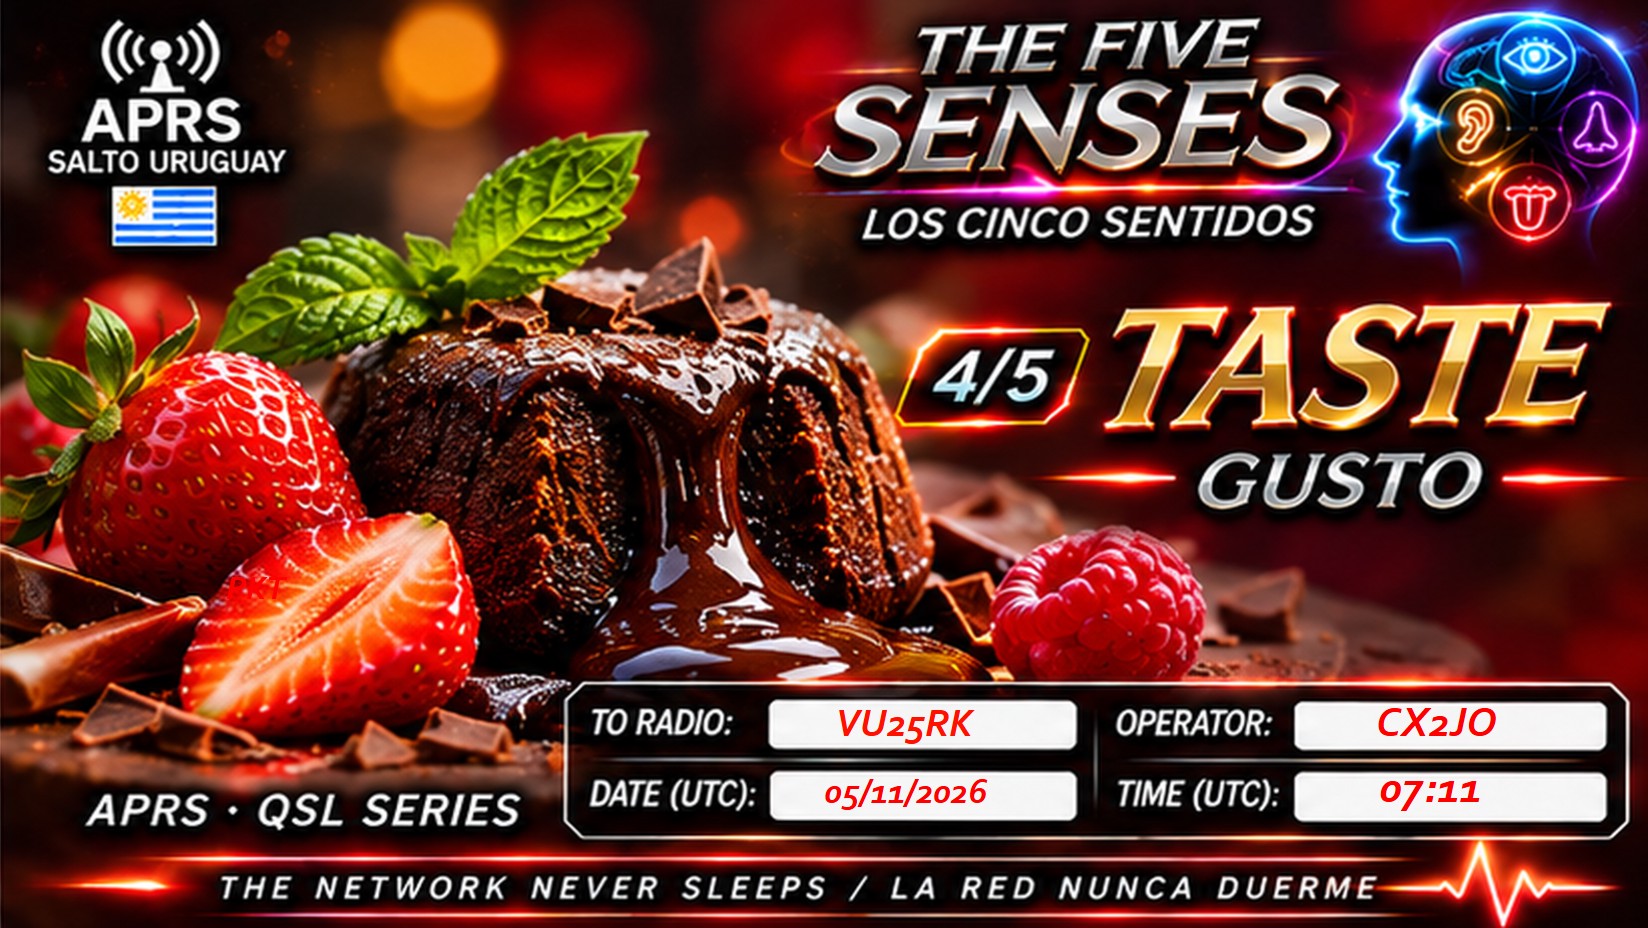 APRS
SALTO URUGUAY
THE FIVE
SENSES
LOS CINCO SENTIDOS
4/5
TASTE
GUSTO
TO RADIO: VU25RK
OPERATOR: CX2JO
DATE (UTC): 05/11/2026
TIME (UTC): 07:11
APRS · QSL SERIES
THE NETWORK NEVER SLEEPS / LA RED NUNCA DUERME